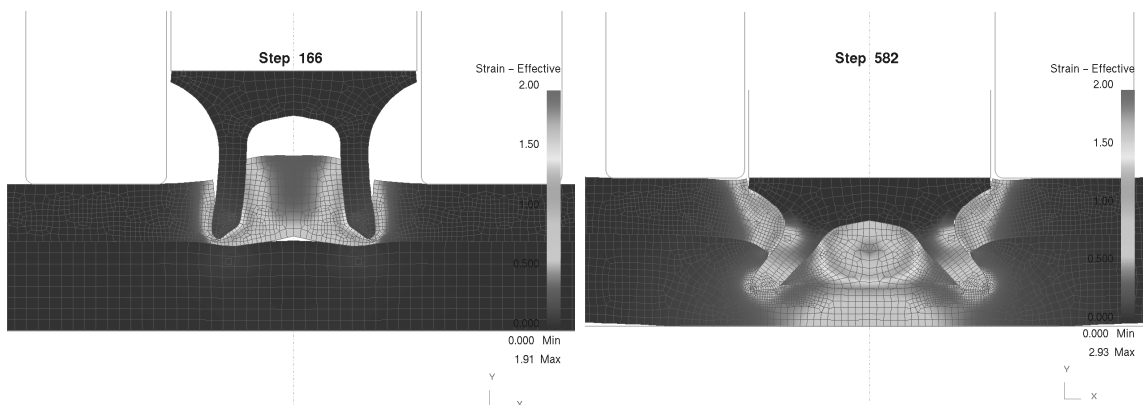 Step 166
Strain – Effective
2.00
1.50
1.00
0.500
0.000
0.000 Min
1.91 Max
Y
X
Step 582
Strain – Effective
2.00
1.50
1.00
0.500
0.000
0.000 Min
2.93 Max
Y
X